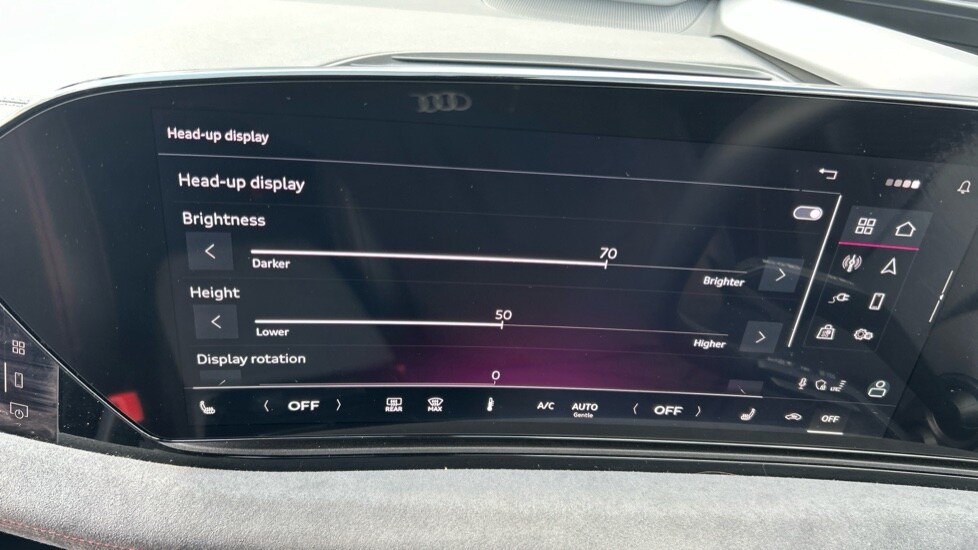 Head-up display
Head-up display
Brightness
70
Darker
Brighter
Height
50
Lower
Higher
Display rotation
0
OFF
REAR
MAX
A/C
AUTO
Gentle
OFF
OFF